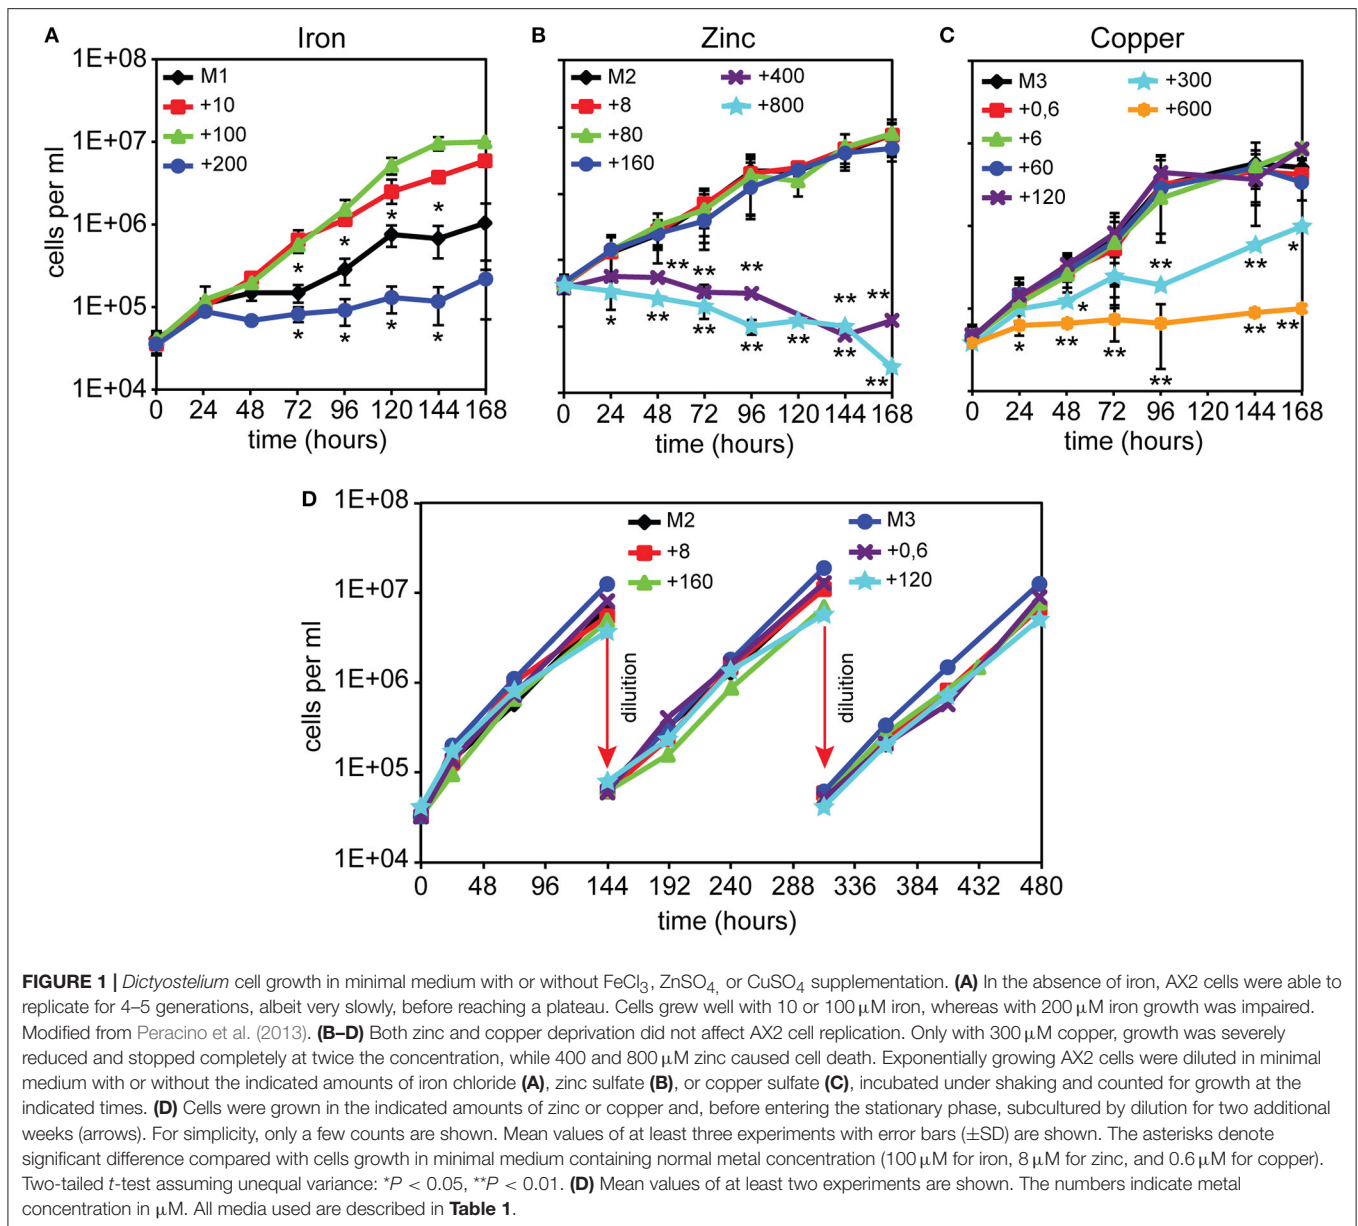 A Iron
1E+08
1E+07
1E+06
1E+05
1E+04
cells per ml
M1
+10
+100
+200
*
*
*
*
*
*
*
*
0 24 48 72 96 120 144 168
time (hours)
B Zinc
M2
+8
+80
+160
+400
+800
** ** **
** **
* ** ** ** ** **
**
0 24 48 72 96 120 144 168
time (hours)
C Copper
M3
+0,6
+6
+60
+120
+300
+600
* ** ** *
* ** ** ** ** **
0 24 48 72 96 120 144 168
time (hours)
D
1E+08
1E+07
1E+06
1E+05
1E+04
cells per ml
M2
+8
+160
M3
+0,6
+120
dilution
dilution
0 48 96 144 192 240 288 336 384 432 480
time (hours)
FIGURE 1 | Dictyostelium cell growth in minimal medium with or without FeCl3, ZnSO4, or CuSO4 supplementation. (A) In the absence of iron, AX2 cells were able to
replicate for 4–5 generations, albeit very slowly, before reaching a plateau. Cells grew well with 10 or 100 μM iron, whereas with 200 μM iron growth was impaired.
Modified from Peracino et al. (2013). (B–D) Both zinc and copper deprivation did not affect AX2 cell replication. Only with 300 μM copper, growth was severely
reduced and stopped completely at twice the concentration, while 400 and 800 μM zinc caused cell death. Exponentially growing AX2 cells were diluted in minimal
medium with or without the indicated amounts of iron chloride (A), zinc sulfate (B), or copper sulfate (C), incubated under shaking and counted for growth at the
indicated times. (D) Cells were grown in the indicated amounts of zinc or copper and, before entering the stationary phase, subcultured by dilution for two additional
weeks (arrows). For simplicity, only a few counts are shown. Mean values of at least three experiments with error bars (±SD) are shown. The asterisks denote
significant difference compared with cells growth in minimal medium containing normal metal concentration (100 μM for iron, 8 μM for zinc, and 0.6 μM for copper).
Two-tailed t-test assuming unequal variance: *P < 0.05, **P < 0.01. (D) Mean values of at least two experiments are shown. The numbers indicate metal
concentration in μM. All media used are described in Table 1.